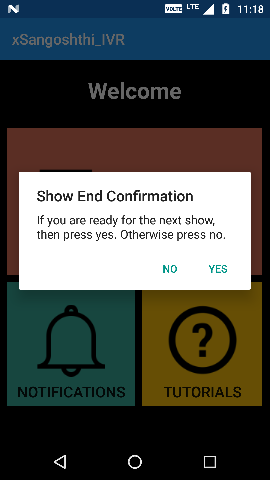 VOLTE LTE 11:18
xSangoshthi_IVR
Welcome
Show End Confirmation
If you are ready for the next show,
then press yes. Otherwise press no.
NO YES
NOTIFICATIONS TUTORIALS